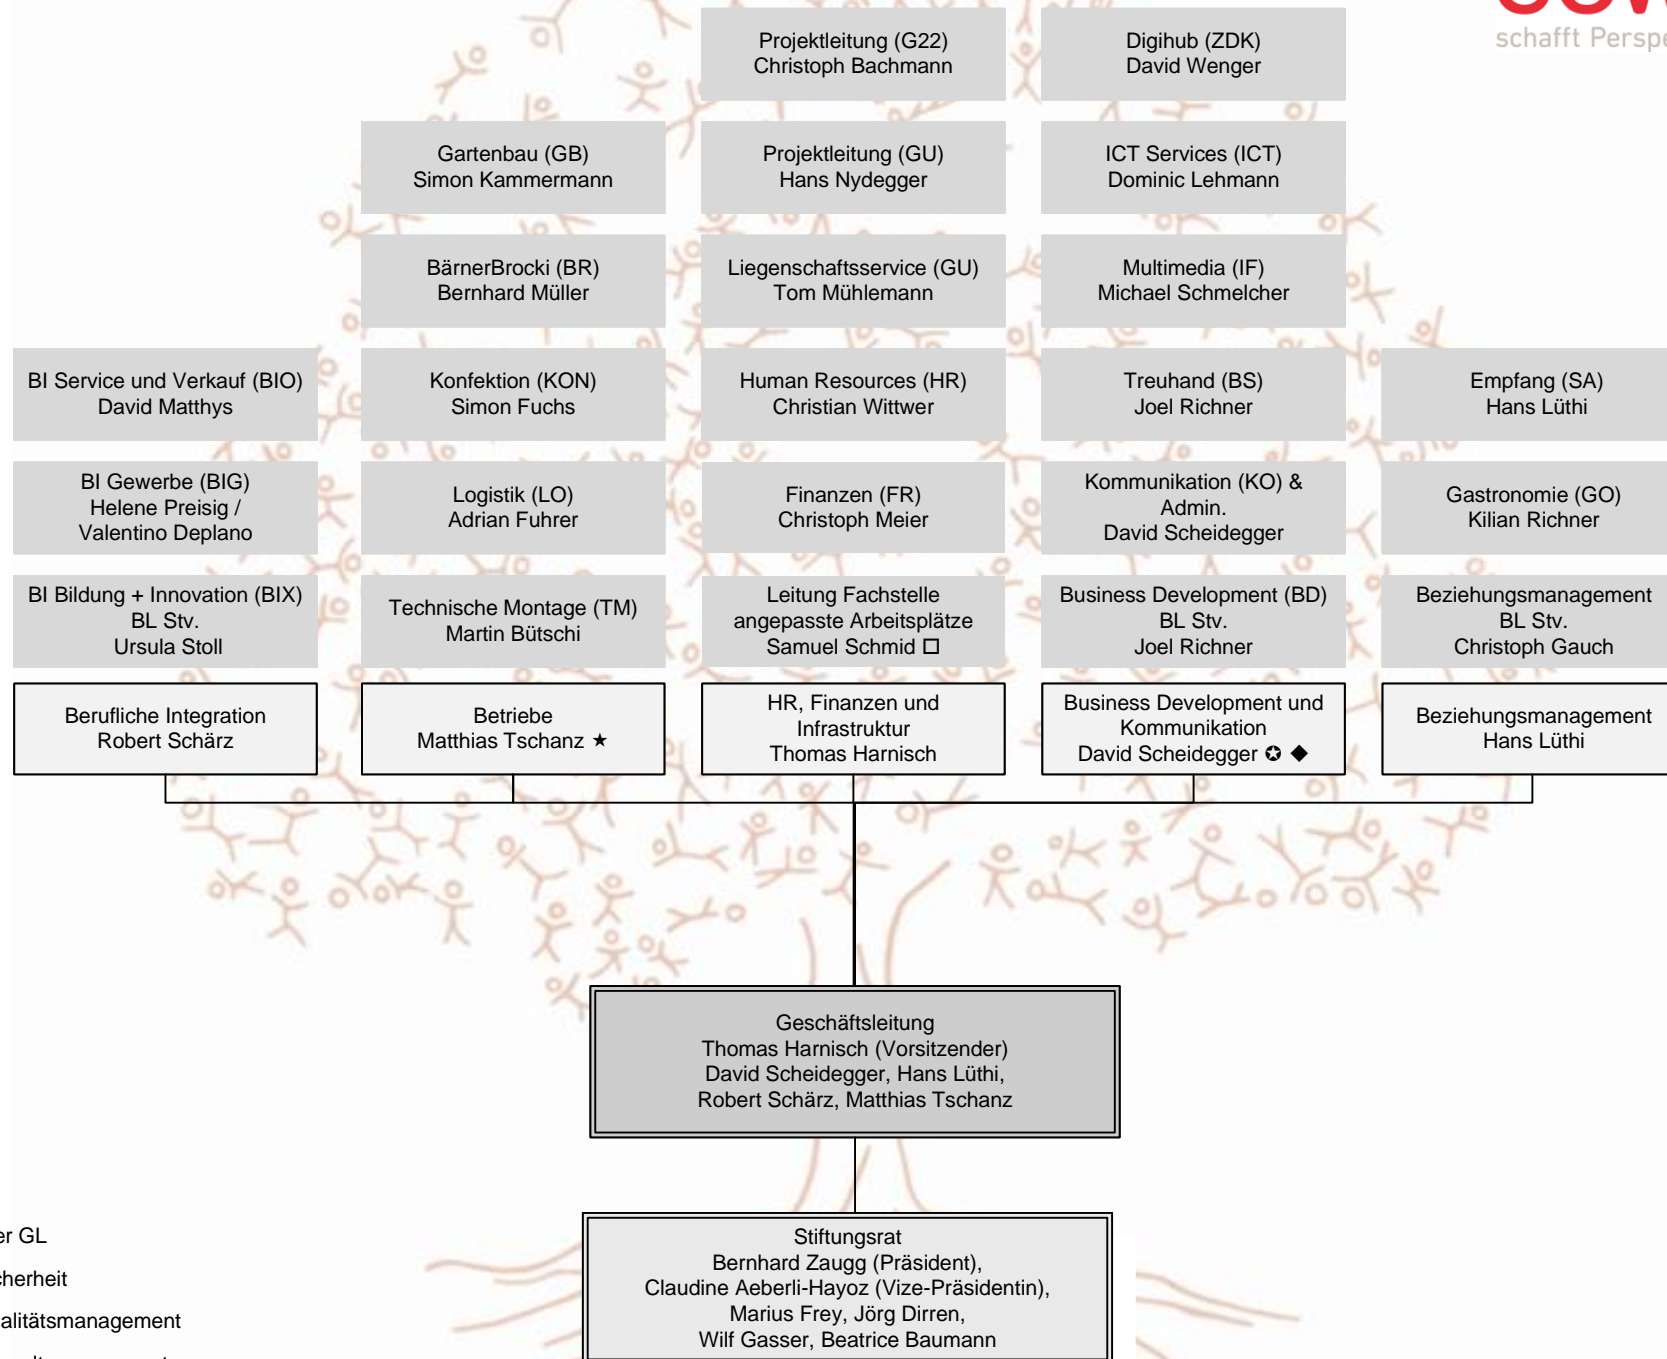 schafft
Projektleitung (G22)
Christoph Bachmann
Digihub (ZDK)
David Wenger
Gartenbau (GB)
Simon Kammermann
Projektleitung (GU)
Hans Nydegger
ICT Services (ICT)
Dominic Lehmann
BärnerBrocki (BR)
Bernhard Müller
Liegenschaftsservice (GU)
Tom Mühlemann
Multimedia (IF)
Michael Schmelcher
BI Service und Verkauf (BIO)
David Matthys
Konfektion (KON)
Simon Fuchs
Human Resources (HR)
Christian Wittwer
Treuhand (BS)
Joel Richner
Empfang (SA)
Hans Lüthi
BI Gewerbe (BIG)
Helene Preisig /
Valentino Deplano
Logistik (LO)
Adrian Fuhrer
Finanzen (FR)
Christoph Meier
Kommunikation (KO) &
Admin.
David Scheidegger
Gastronomie (GO)
Kilian Richner
BI Bildung + Innovation (BIX)
BL Stv.
Ursula Stoll
Technische Montage (TM)
Martin Bütschi
Leitung Fachstelle
angepasste Arbeitsplätze
Samuel Schmid ☐
Business Development (BD)
BL Stv.
Joel Richner
Beziehungsmanagement
BL Stv.
Christoph Gauch
Berufliche Integration
Robert Schärz
Betriebe
Matthias Tschanz ★
HR, Finanzen und
Infrastruktur
Thomas Harnisch
Business Development und
Kommunikation
David Scheidegger ✪ ◆
Beziehungsmanagement
Hans Lüthi
Geschäftsleitung
Thomas Harnisch (Vorsitzender)
David Scheidegger, Hans Lüthi,
Robert Schärz, Matthias Tschanz
GL
Stiftungsrat
Bernhard Zaugg (Präsident),
Claudine Aeberli-Hayoz (Vize-Präsidentin),
Marius Frey, Jörg Dirren,
Wilf Gasser, Beatrice Baumann